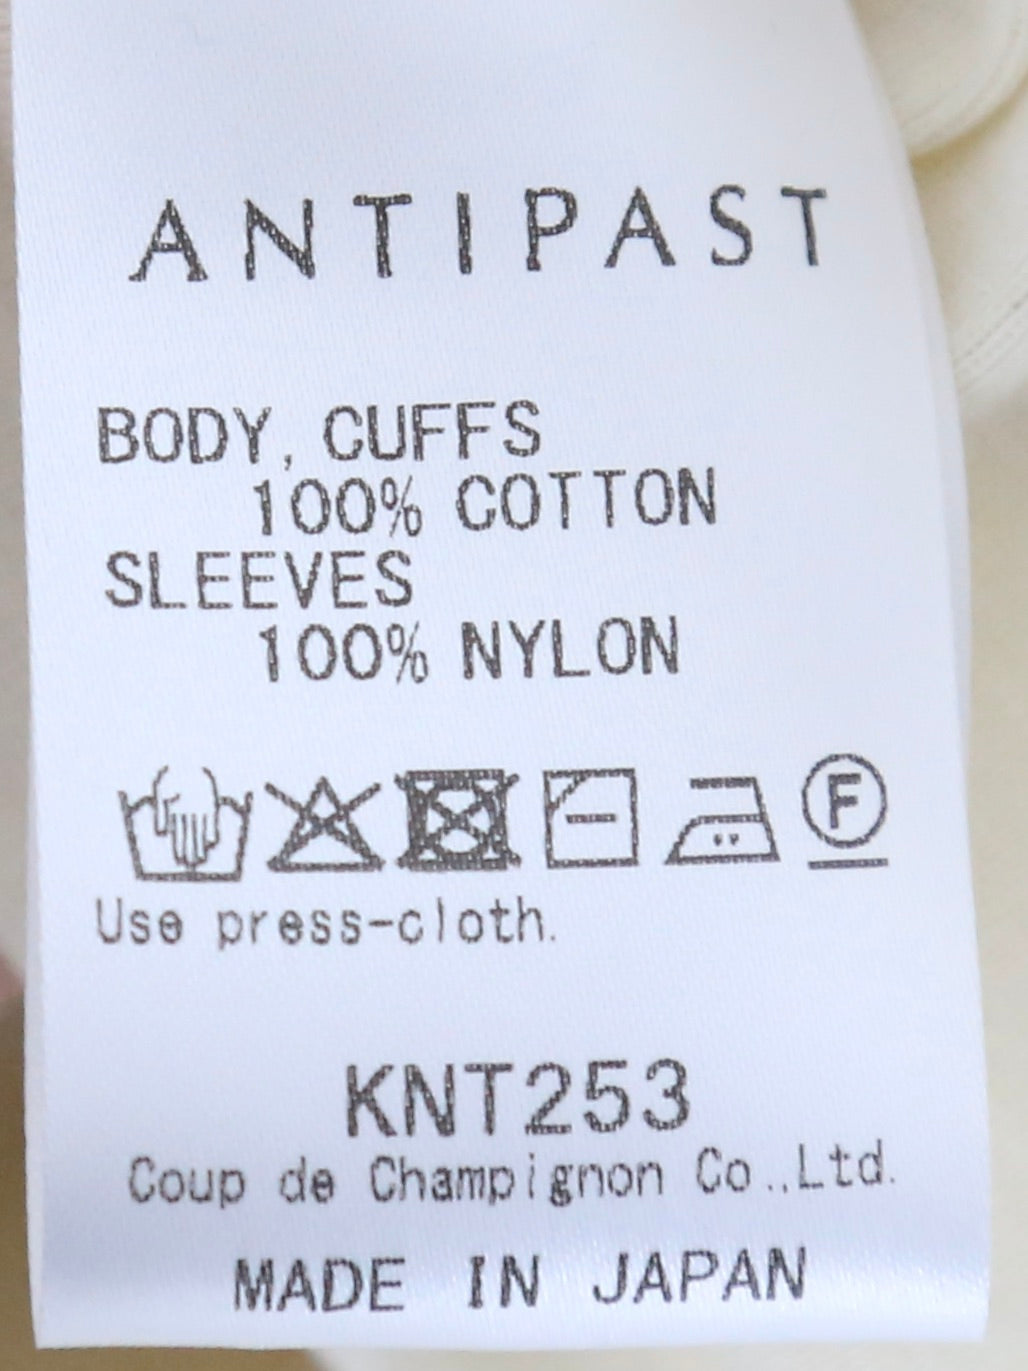 ANTIPAST
BODY, CUFFS
100% COTTON
SLEEVES
100% NYLON
F
Use press-cloth.
KNT253
Coup de Champignon Co.,Ltd.
MADE IN JAPAN